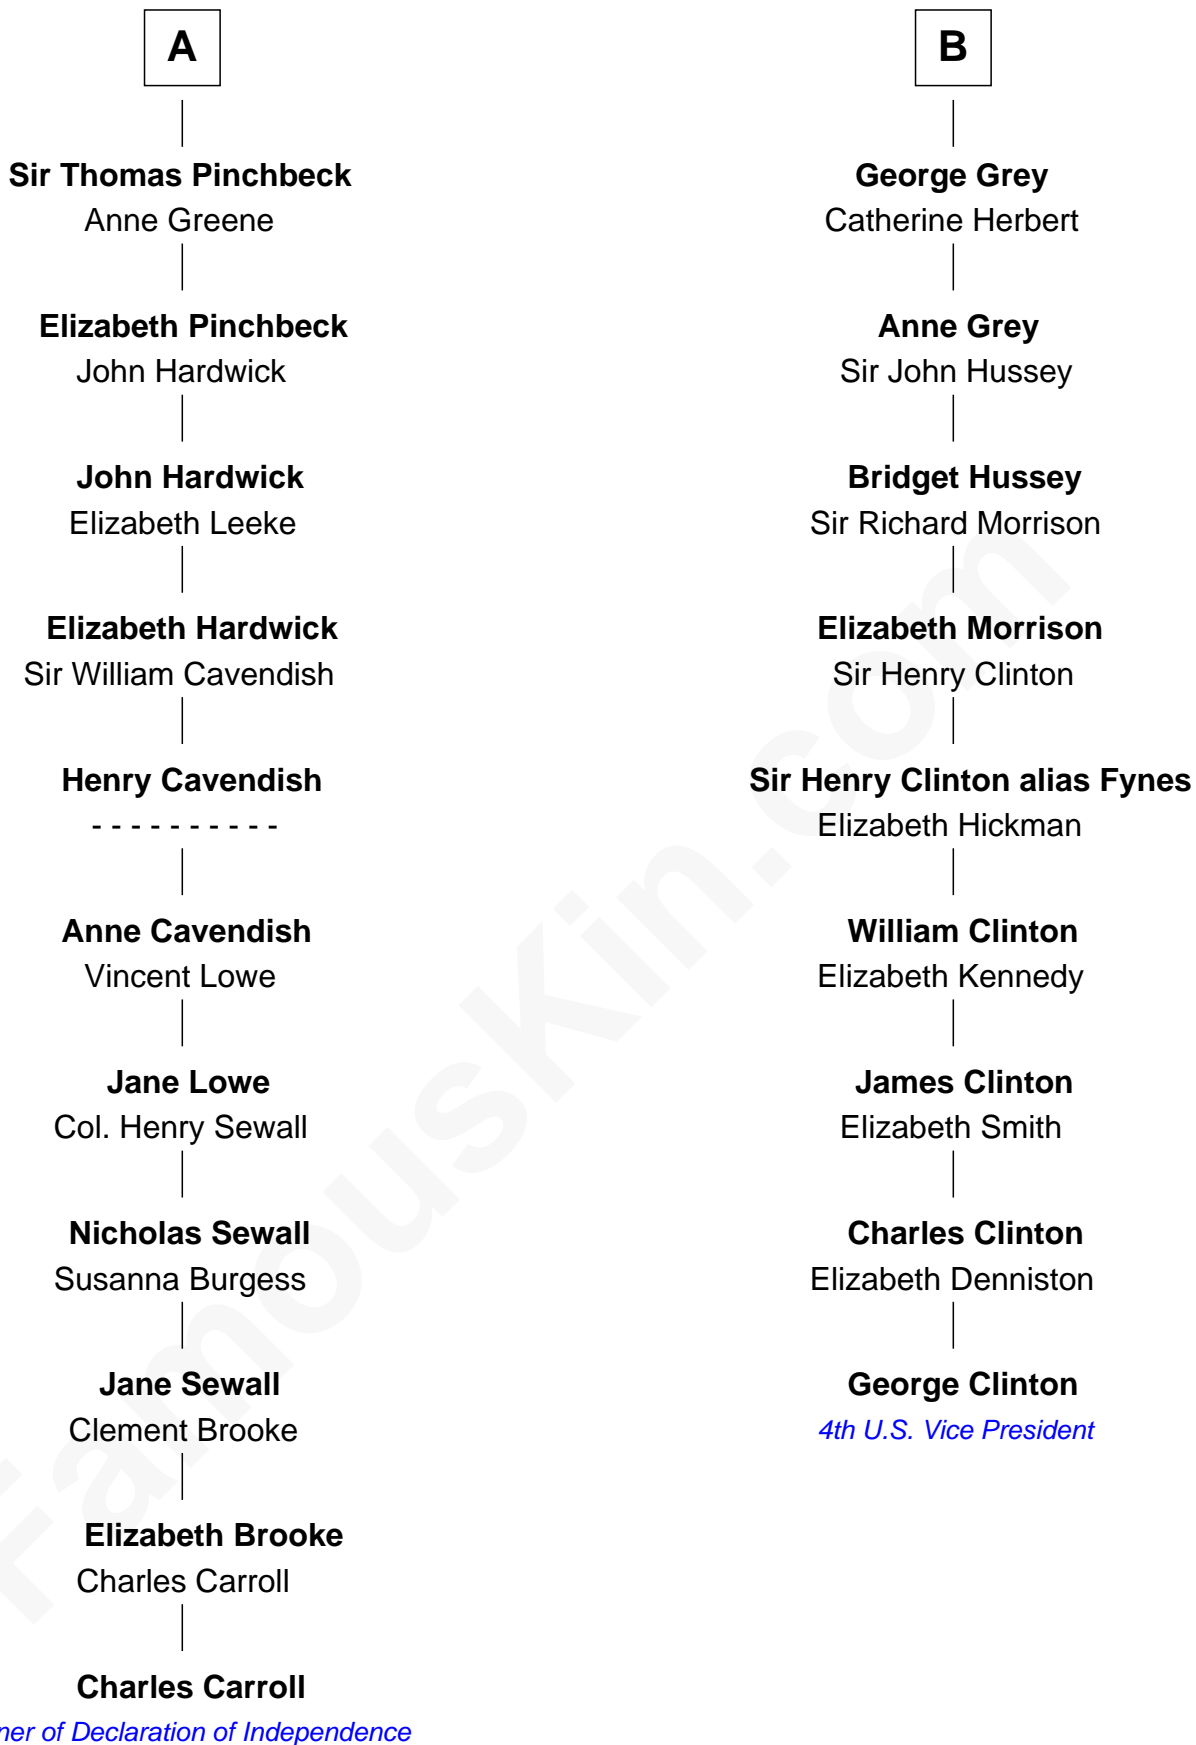 A
Sir Thomas Pinchbeck
Anne Greene
Elizabeth Pinchbeck
John Hardwick
John Hardwick
Elizabeth Leeke
Elizabeth Hardwick
Sir William Cavendish
Henry Cavendish
- - - - - - - - - -
Anne Cavendish
Vincent Lowe
Jane Lowe
Col. Henry Sewall
Nicholas Sewall
Susanna Burgess
Jane Sewall
Clement Brooke
Elizabeth Brooke
Charles Carroll
Charles Carroll
ner of Declaration of Independence
B
George Grey
Catherine Herbert
Anne Grey
Sir John Hussey
Bridget Hussey
Sir Richard Morrison
Elizabeth Morrison
Sir Henry Clinton
Sir Henry Clinton alias Fynes
Elizabeth Hickman
William Clinton
Elizabeth Kennedy
James Clinton
Elizabeth Smith
Charles Clinton
Elizabeth Denniston
George Clinton
4th U.S. Vice President
FamousKin.com